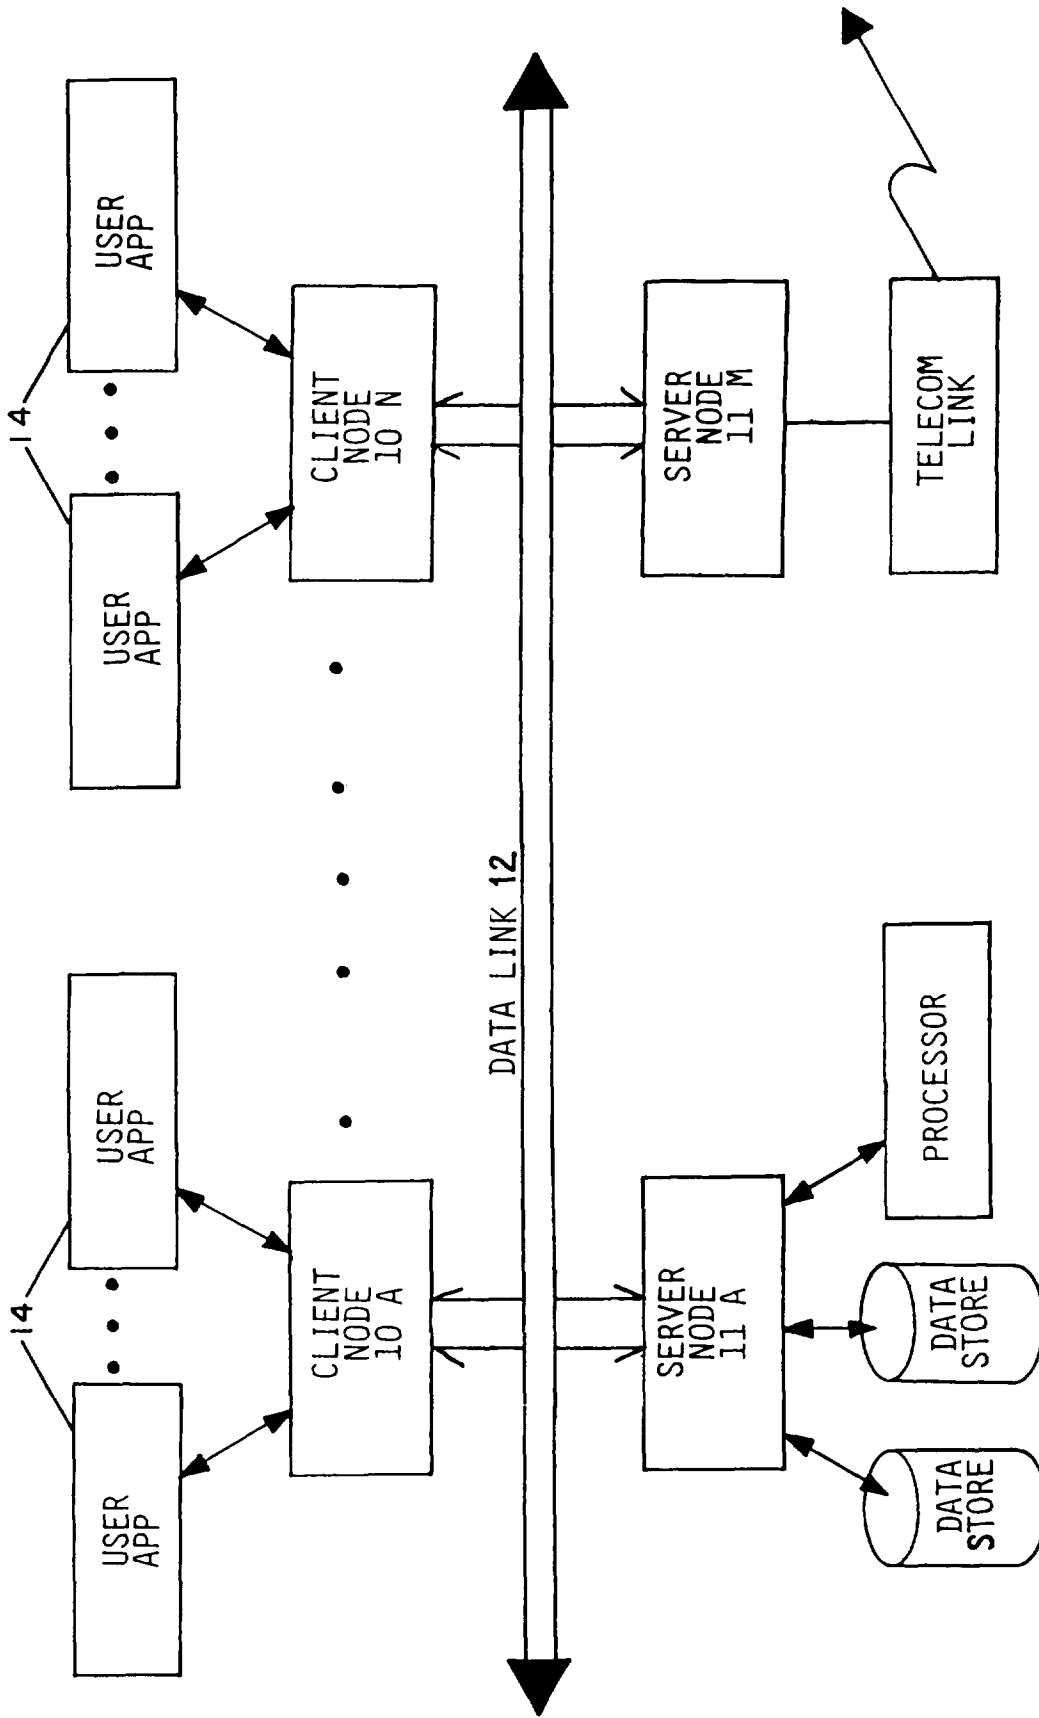 14
14
USER
APP
USER
APP
USER
APP
USER
APP
CLIENT
NODE
10 A
CLIENT
NODE
10 N
DATA LINK 12
SERVER
NODE
11 A
SERVER
NODE
11 M
DATA
STORE
DATA
STORE
PROCESSOR
TELECOM
LINK